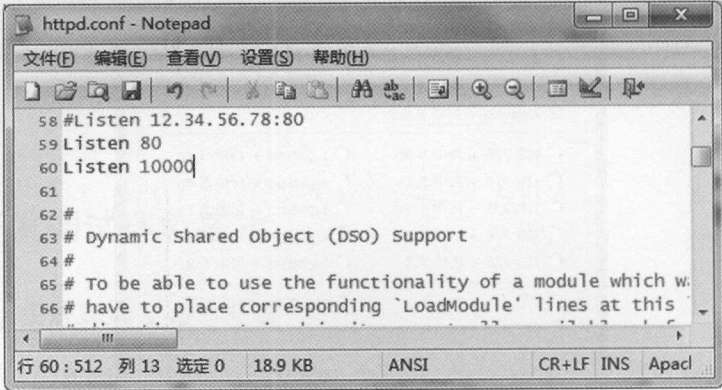 httpd.conf - Notepad
文件(F) 编辑(E) 查看(V) 设置(S) 帮助(H)
58 #Listen 12.34.56.78:80
59 Listen 80
60 Listen 10000
61
62 #
63 # Dynamic Shared Object (DSO) Support
64 #
65 # To be able to use the functionality of a module which w
66 # have to place corresponding `LoadModule' lines at this
行 60 : 512 列 13 选定 0 18.9 KB ANSI CR+LF INS Apacl